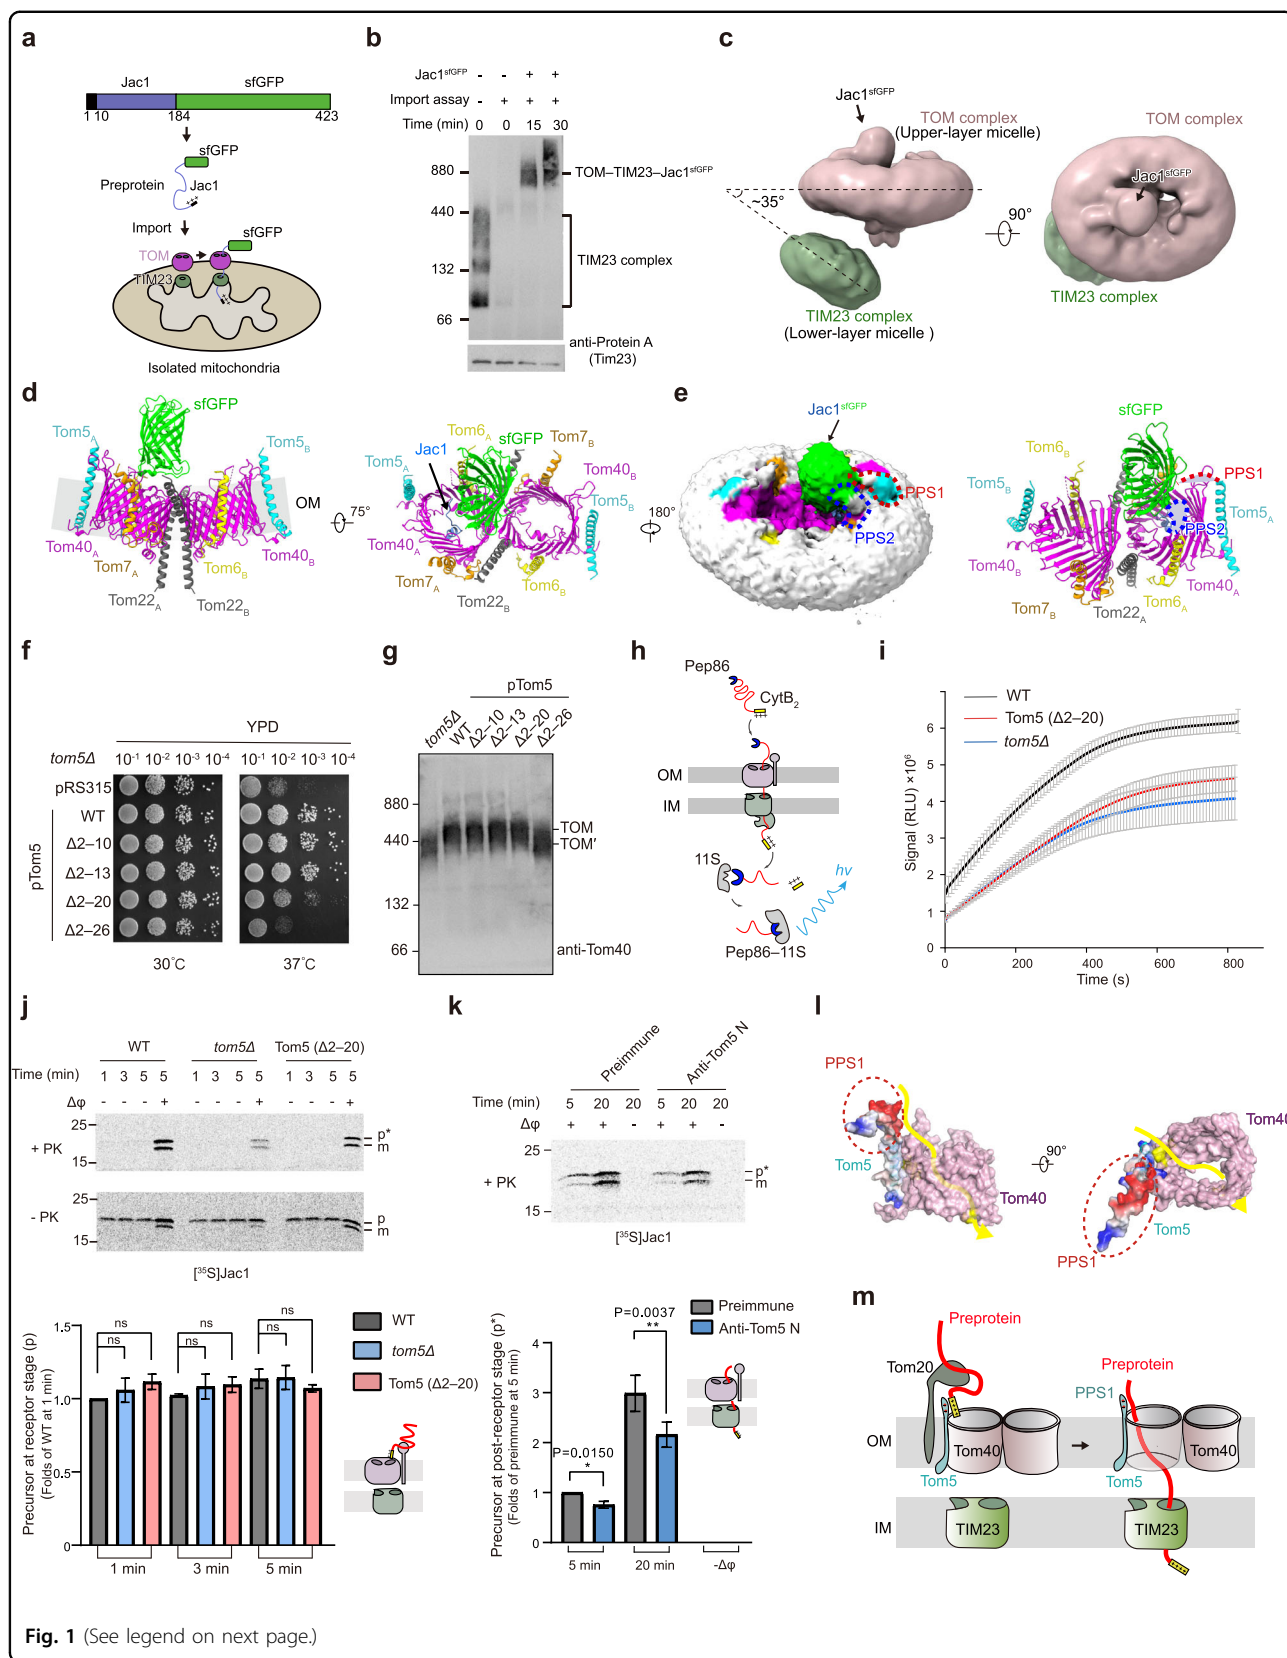 a
Jac1
sfGFP
1 10
184
423
sfGFP
Preprotein
Jac1
+++
Import
sfGFP
TOM
TIM23
Isolated mitochondria
b
Jac1sfGFP - - + +
Import assay - + + +
Time (min) 0 0 15 30
880
440
132
66
TOM–TIM23–Jac1sfGFP
TIM23 complex
anti-Protein A
(Tim23)
c
Jac1sfGFP
TOM complex
(Upper-layer micelle)
~35°
TIM23 complex
(Lower-layer micelle )
90°
TOM complex
Jac1sfGFP
TIM23 complex
d
sfGFP
Tom5A
Tom5B
OM
Tom40A
Tom40B
Tom7A
Tom6B
Tom22A
Tom22B
75°
Tom6A
sfGFP
Tom7B
Jac1
Tom5A
Tom40B
Tom5B
Tom40A
Tom7A
Tom6B
Tom22B
e
180°
Jac1sfGFP
PPS1
PPS2
sfGFP
Tom6A
PPS1
Tom5B
Tom5A
PPS2
Tom40B
Tom40A
Tom6A
Tom7B
Tom22A
f
YPD
tom5Δ 10-1 10-2 10-3 10-4 10-1 10-2 10-3 10-4
pRS315
WT
Δ2–10
Δ2–13
Δ2–20
Δ2–26
pTom5
30°C
37°C
g
pTom5
tom5Δ
WT
Δ2–10
Δ2–13
Δ2–20
Δ2–26
880
440
132
66
TOM
TOM'
anti-Tom40
h
Pep86
CytB2
+++
OM
IM
+++
11S
+++
hv
Pep86–11S
i
WT
Tom5 (Δ2–20)
tom5Δ
Signal (RLU) ×10⁶
6
5
4
3
2
1
0
0 200 400 600 800
Time (s)
j
WT tom5Δ Tom5 (Δ2–20)
Time (min) 1 3 5 5 1 3 5 5 1 3 5 5
Δφ - - - + - - - + - - - +
25
+ PK
15
p*
m
25
- PK
15
p
m
[35S]Jac1
Precursor at receptor stage (p)
(Folds of WT at 1 min)
1.5
1.0
0.5
0
ns
ns
ns
ns
ns
ns
1 min
3 min
5 min
WT
tom5Δ
Tom5 (Δ2–20)
k
Preimmune
Anti-Tom5 N
Time (min) 5 20 20 5 20 20
Δφ + + - + + -
25
+ PK
15
p*
m
[35S]Jac1
Precursor at post-receptor stage (p*)
(Folds of preimmune at 5 min)
4
3
2
1
0
P=0.0150
*
P=0.0037
**
5 min
20 min
-Δφ
Preimmune
Anti-Tom5 N
l
PPS1
Tom5
Tom40
90°
Tom40
Tom5
PPS1
m
Preprotein
Tom20
Preprotein
PPS1
OM
Tom40
Tom40
Tom5
Tom5
IM
TIM23
TIM23
Fig. 1 (See legend on next page.)